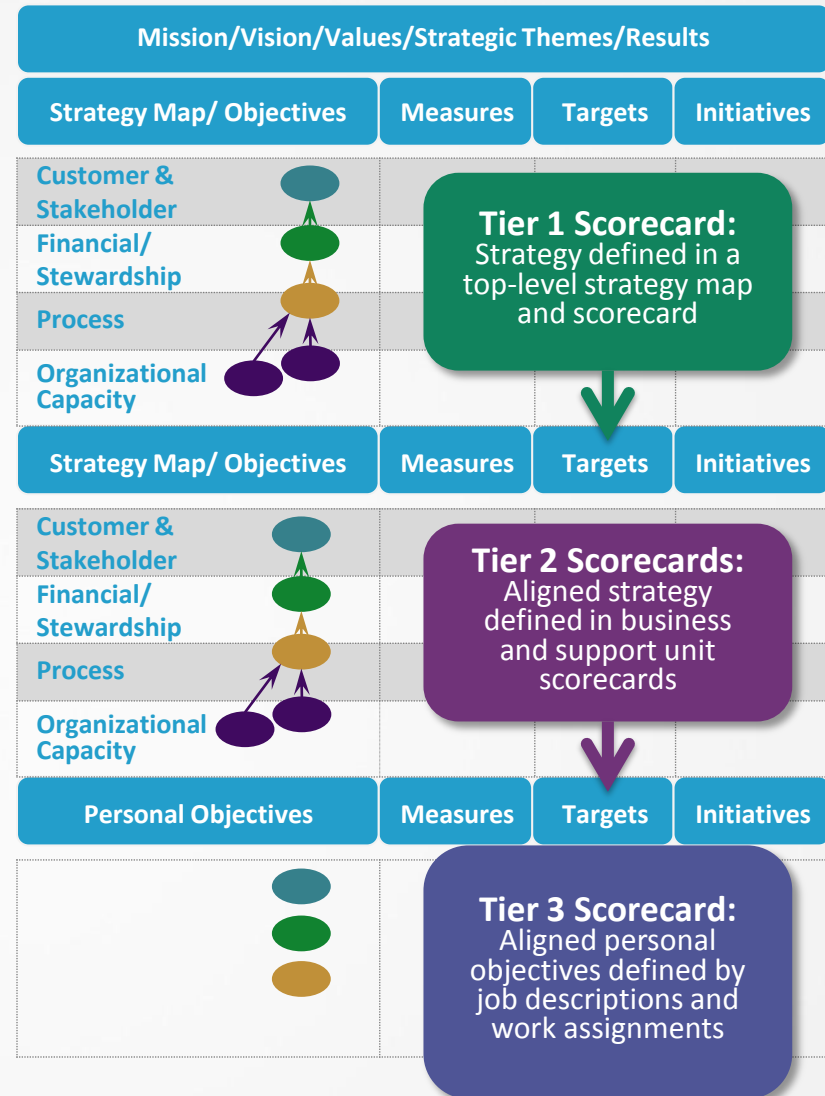 Mission/Vision/Values/Strategic Themes/Results
Strategy Map/ Objectives
Measures
Targets
Initiatives
Customer &
Stakeholder
Financial/
Stewardship
Process
Organizational
Capacity
Tier 1 Scorecard:
Strategy defined in a
top-level strategy map
and scorecard
Strategy Map/ Objectives
Measures
Targets
Initiatives
Customer &
Stakeholder
Financial/
Stewardship
Process
Organizational
Capacity
Tier 2 Scorecards:
Aligned strategy
defined in business
and support unit
scorecards
Personal Objectives
Measures
Targets
Initiatives
Tier 3 Scorecard:
Aligned personal
objectives defined by
job descriptions and
work assignments